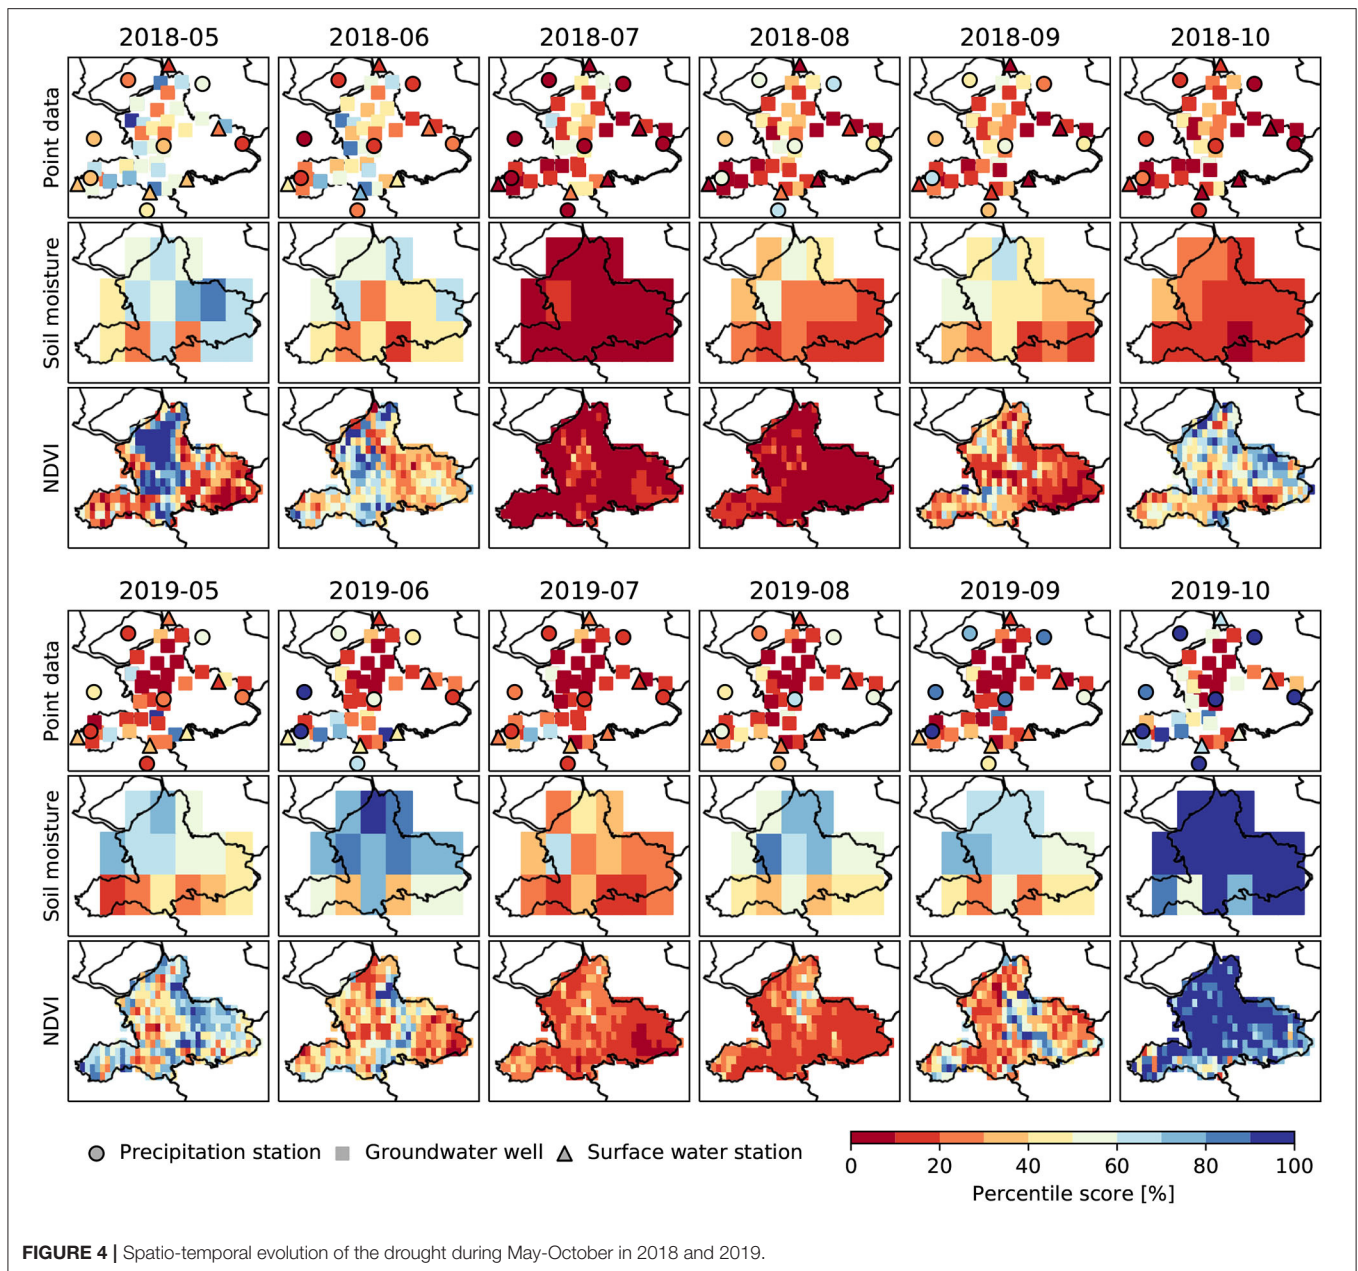 2018-05 2018-06 2018-07 2018-08 2018-09 2018-10
Point data
Soil moisture
NDVI
2019-05 2019-06 2019-07 2019-08 2019-09 2019-10
Point data
Soil moisture
NDVI
Precipitation station Groundwater well Surface water station
0 20 40 60 80 100
Percentile score [%]
FIGURE 4 | Spatio-temporal evolution of the drought during May-October in 2018 and 2019.